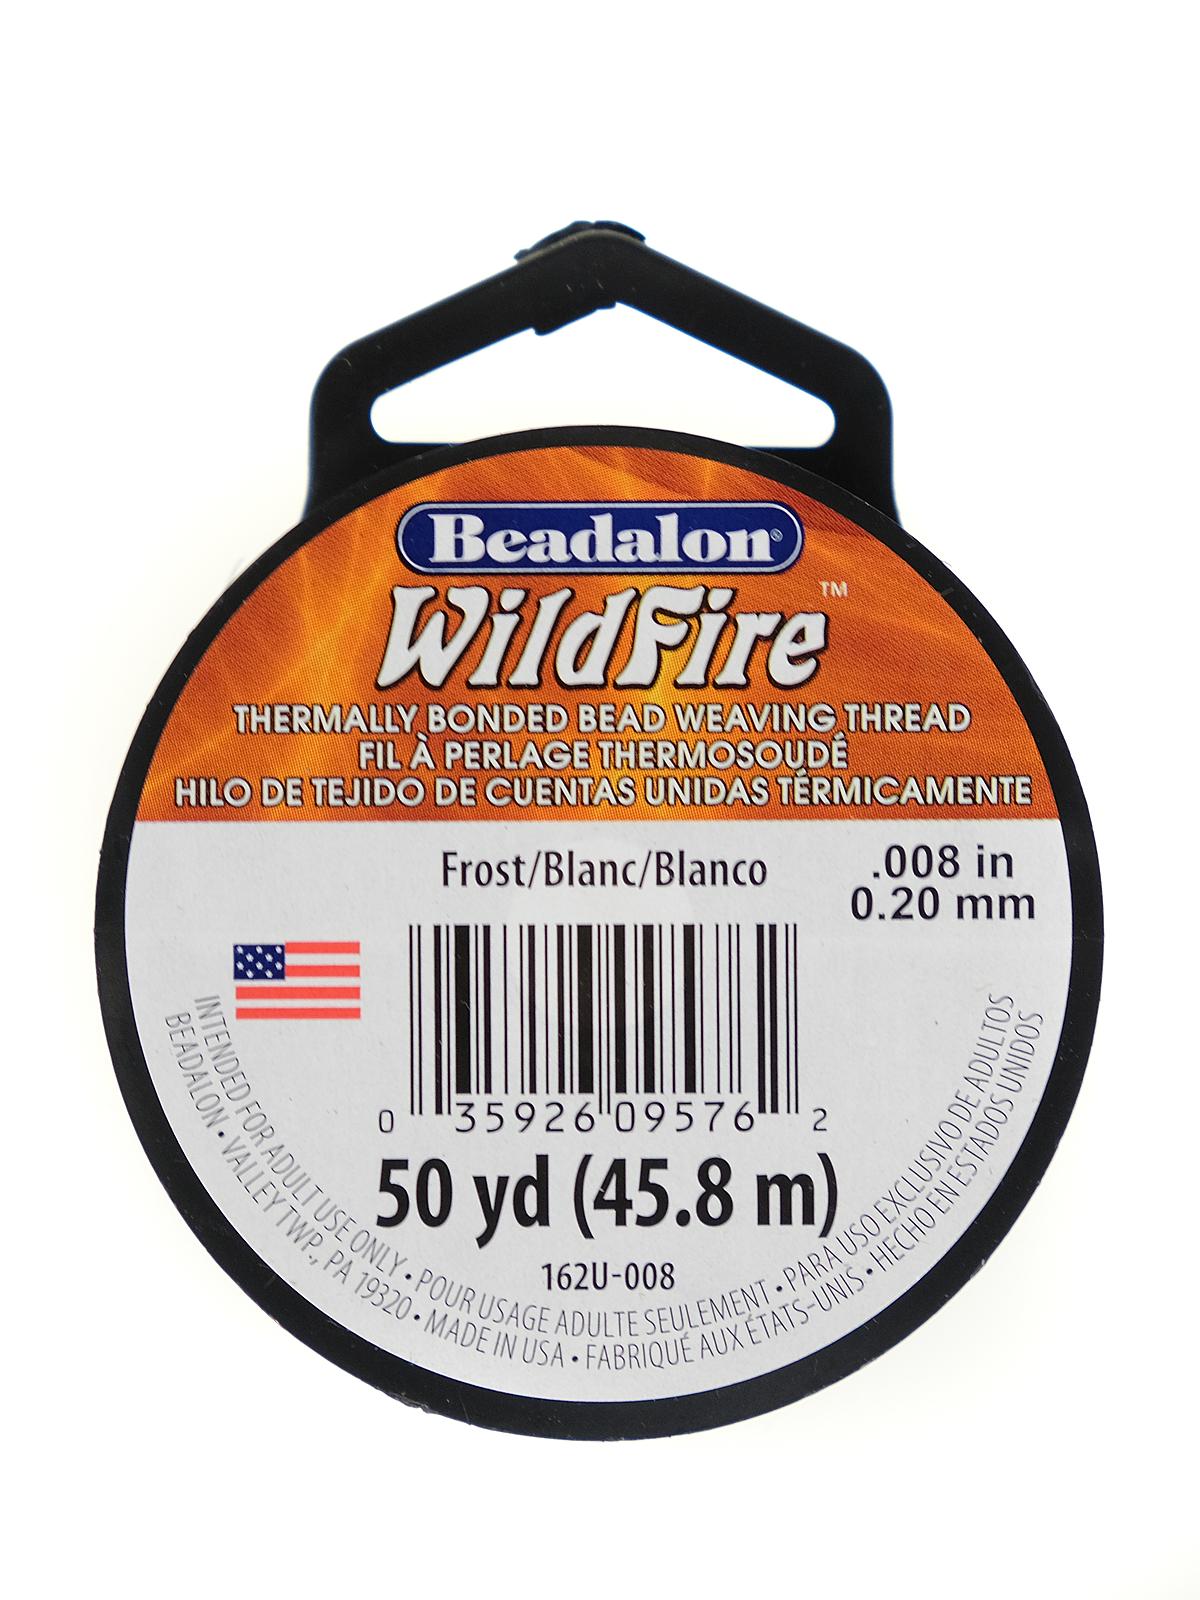 Beadalon®
WildFire™
THERMALLY BONDED BEAD WEAVING THREAD
FIL À PERLAGE THERMOSOUDÉ
HILO DE TEJIDO DE CUENTAS UNIDAS TÉRMICAMENTE
Frost/Blanc/Blanco
.008 in
0.20 mm
0 35926 09576 2
50 yd (45.8 m)
162U-008
INTENDED FOR ADULT USE ONLY • POUR USAGE ADULTE SEULEMENT • PARA USO EXCLUSIVO DE ADULTOS
BEADALON • VALLEY TWP., PA 19320 • MADE IN USA • FABRIQUÉ AUX ÉTATS-UNIS • HECHO EN ESTADOS UNIDOS